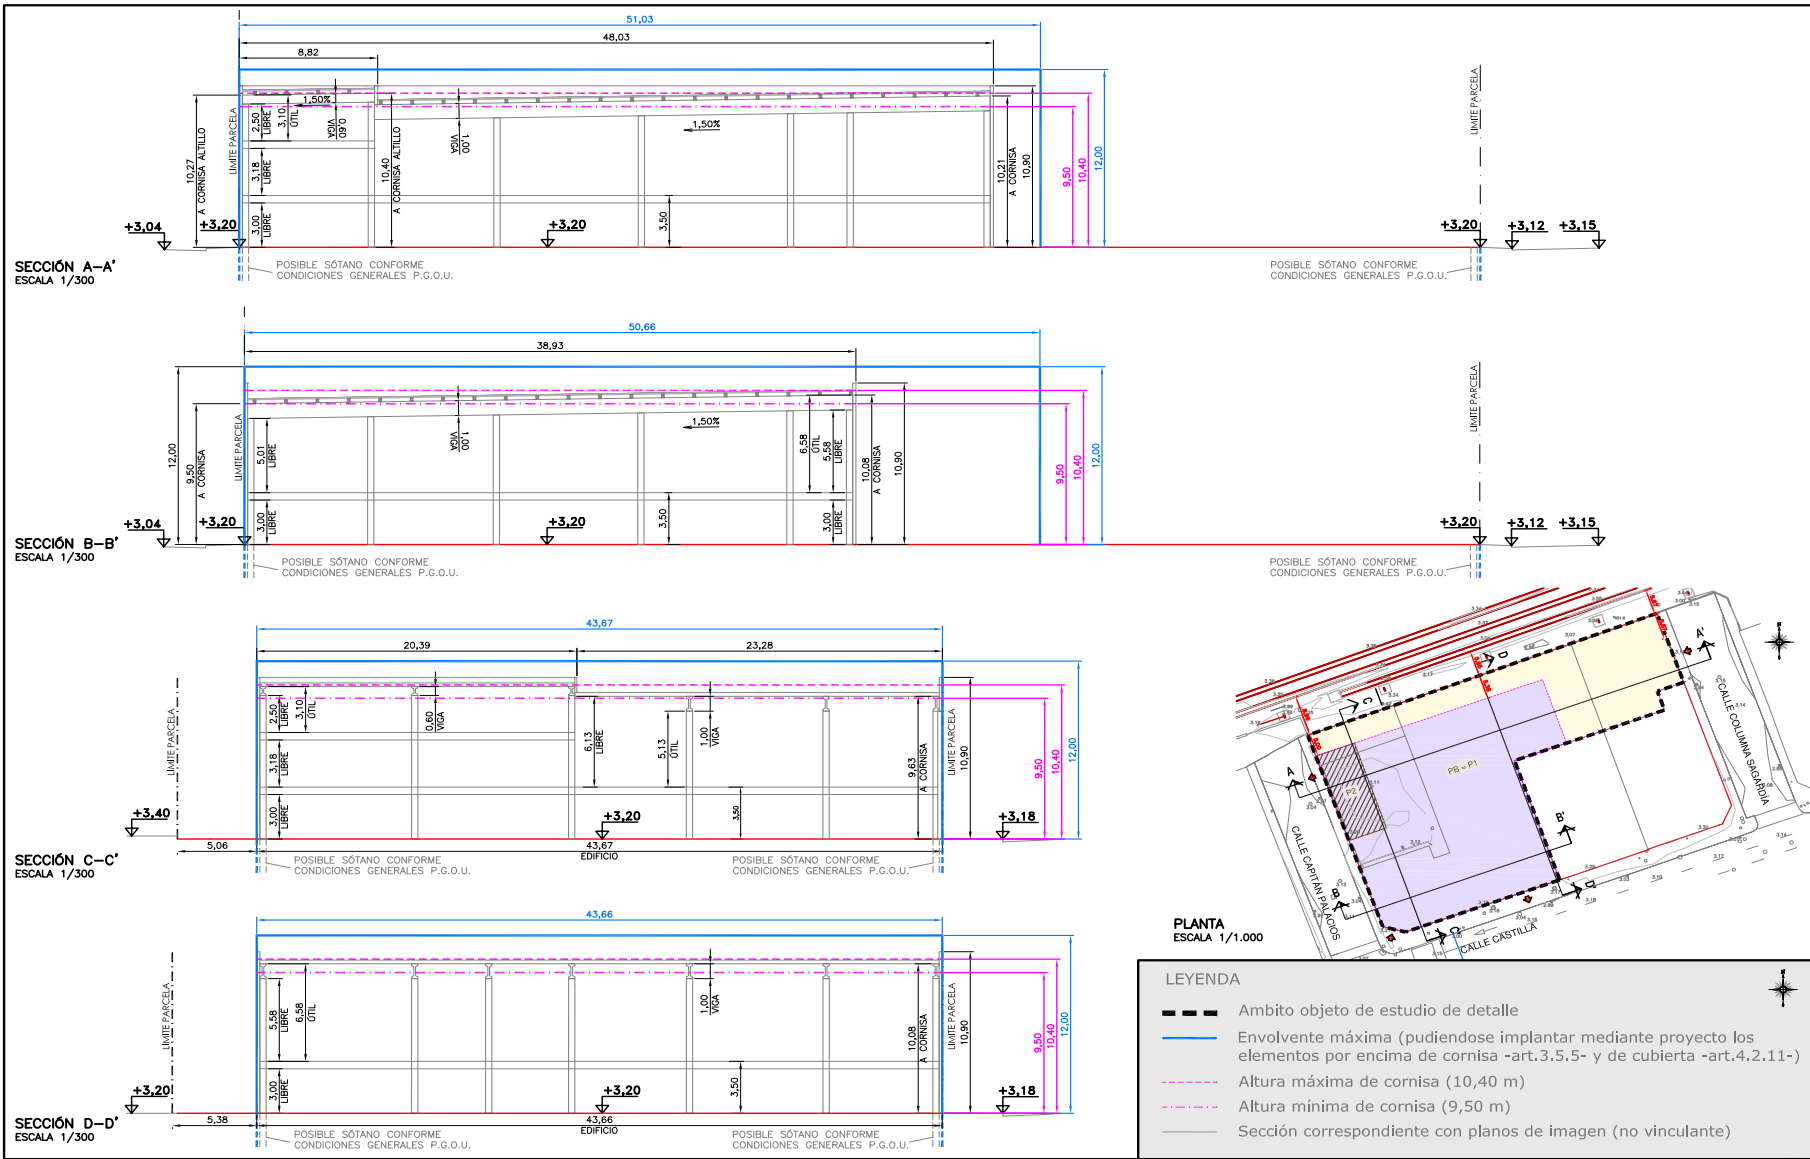 51,03
48,03
8,82
1,50%
2,50
LIBRE
3,10
ÚTIL
0,60
VIGA
1,00
VIGA
1,50%
10,27
A CORNISA ALTILLO
LIMITE PARCELA
3,18
LIBRE
3,00
LIBRE
10,40
A CORNISA ALTILLO
3,50
10,21
A CORNISA
10,90
9,50
10,40
12,00
LIMITE PARCELA
+3,04
+3,20
+3,20
+3,20
+3,12
+3,15
SECCIÓN A-A'
ESCALA 1/300
POSIBLE SÓTANO CONFORME
CONDICIONES GENERALES P.G.O.U.
POSIBLE SÓTANO CONFORME
CONDICIONES GENERALES P.G.O.U.
50,66
38,93
12,00
9,50
A CORNISA
LIMITE PARCELA
5,01
LIBRE
1,00
VIGA
1,50%
6,58
ÚTIL
5,58
LIBRE
10,08
A CORNISA
10,90
3,00
LIBRE
3,50
3,00
LIBRE
9,50
10,40
12,00
LIMITE PARCELA
+3,04
+3,20
+3,20
+3,20
+3,12
+3,15
SECCIÓN B-B'
ESCALA 1/300
POSIBLE SÓTANO CONFORME
CONDICIONES GENERALES P.G.O.U.
POSIBLE SÓTANO CONFORME
CONDICIONES GENERALES P.G.O.U.
43,67
20,39
23,28
LIMITE PARCELA
2,50
LIBRE
3,10
ÚTIL
0,60
VIGA
3,18
LIBRE
3,00
LIBRE
6,13
LIBRE
5,13
ÚTIL
1,00
VIGA
3,50
9,63
A CORNISA
LIMITE PARCELA
10,90
9,50
10,40
12,00
+3,40
+3,20
+3,18
5,06
43,67
EDIFICIO
SECCIÓN C-C'
ESCALA 1/300
POSIBLE SÓTANO CONFORME
CONDICIONES GENERALES P.G.O.U.
POSIBLE SÓTANO CONFORME
CONDICIONES GENERALES P.G.O.U.
43,66
LIMITE PARCELA
5,58
LIBRE
6,58
ÚTIL
1,00
VIGA
3,00
LIBRE
3,50
10,08
A CORNISA
LIMITE PARCELA
10,90
9,50
10,40
12,00
+3,20
+3,20
+3,18
5,38
43,66
EDIFICIO
SECCIÓN D-D'
ESCALA 1/300
POSIBLE SÓTANO CONFORME
CONDICIONES GENERALES P.G.O.U.
POSIBLE SÓTANO CONFORME
CONDICIONES GENERALES P.G.O.U.
A'
D
C
A
P2
PB + P1
B'
B
D'
C'
CALLE COLUMNA SAGARDÍA
CALLE CAPITÁN PALACIOS
CALLE CASTILLA
PLANTA
ESCALA 1/1.000
LEYENDA
Ambito objeto de estudio de detalle
Envolvente máxima (pudiendose implantar mediante proyecto los
elementos por encima de cornisa -art.3.5.5- y de cubierta -art.4.2.11-)
Altura máxima de cornisa (10,40 m)
Altura mínima de cornisa (9,50 m)
Sección correspondiente con planos de imagen (no vinculante)